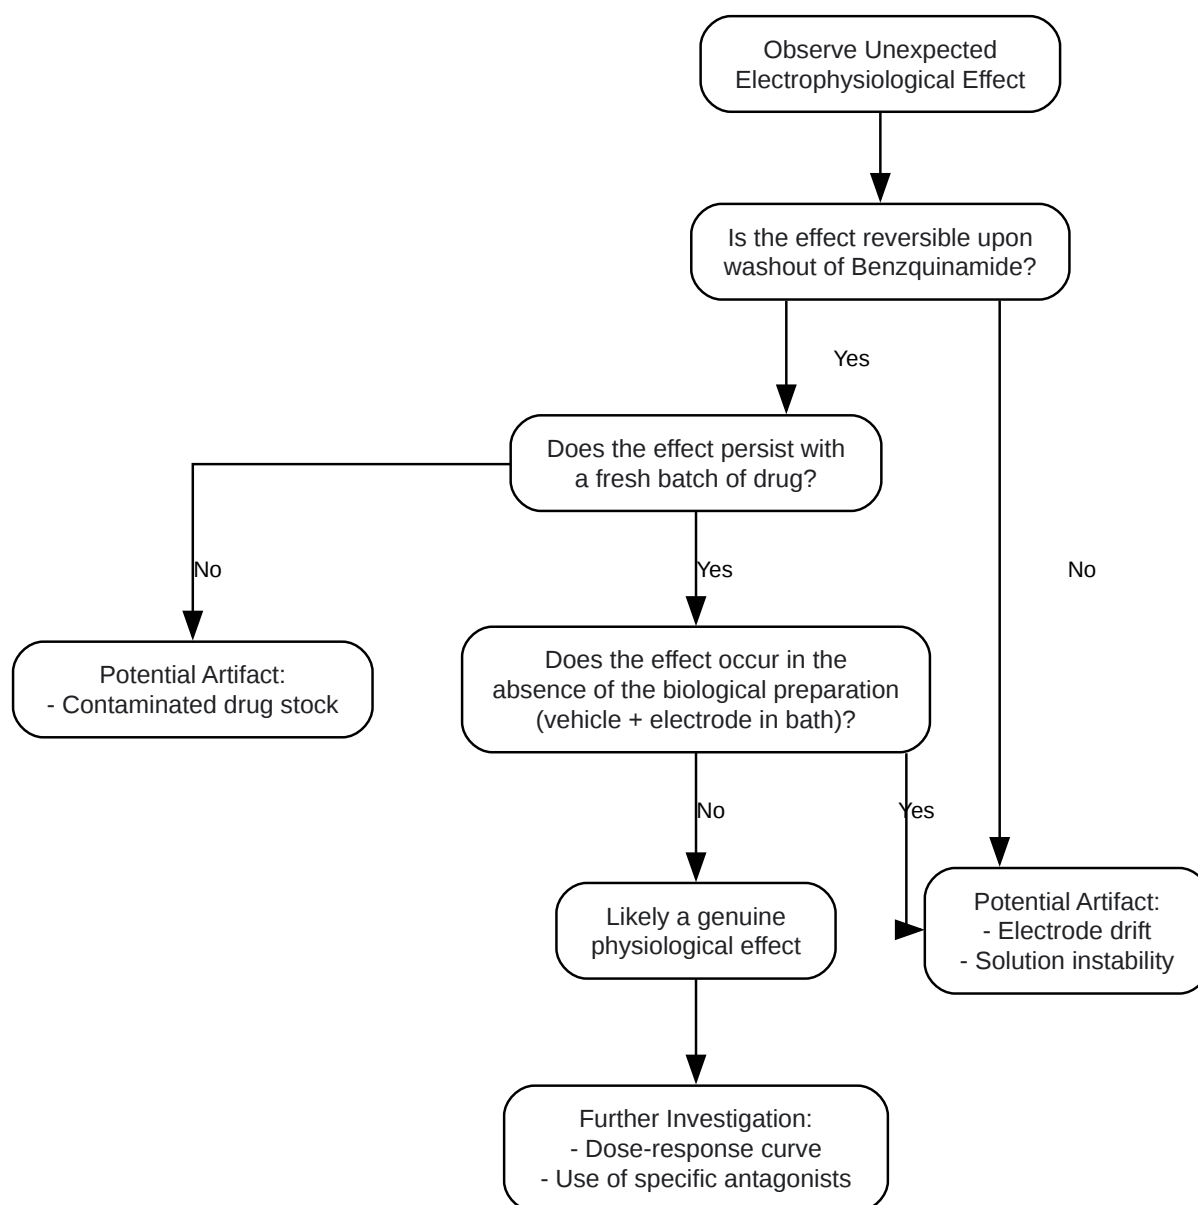 Observe Unexpected
Electrophysiological Effect
Is the effect reversible upon
washout of Benzquinamide?
Yes
Does the effect persist with
a fresh batch of drug?
No
Yes
No
Potential Artifact:
- Contaminated drug stock
Does the effect occur in the
absence of the biological preparation
(vehicle + electrode in bath)?
No
Yes
Likely a genuine
physiological effect
Potential Artifact:
- Electrode drift
- Solution instability
Further Investigation:
- Dose-response curve
- Use of specific antagonists